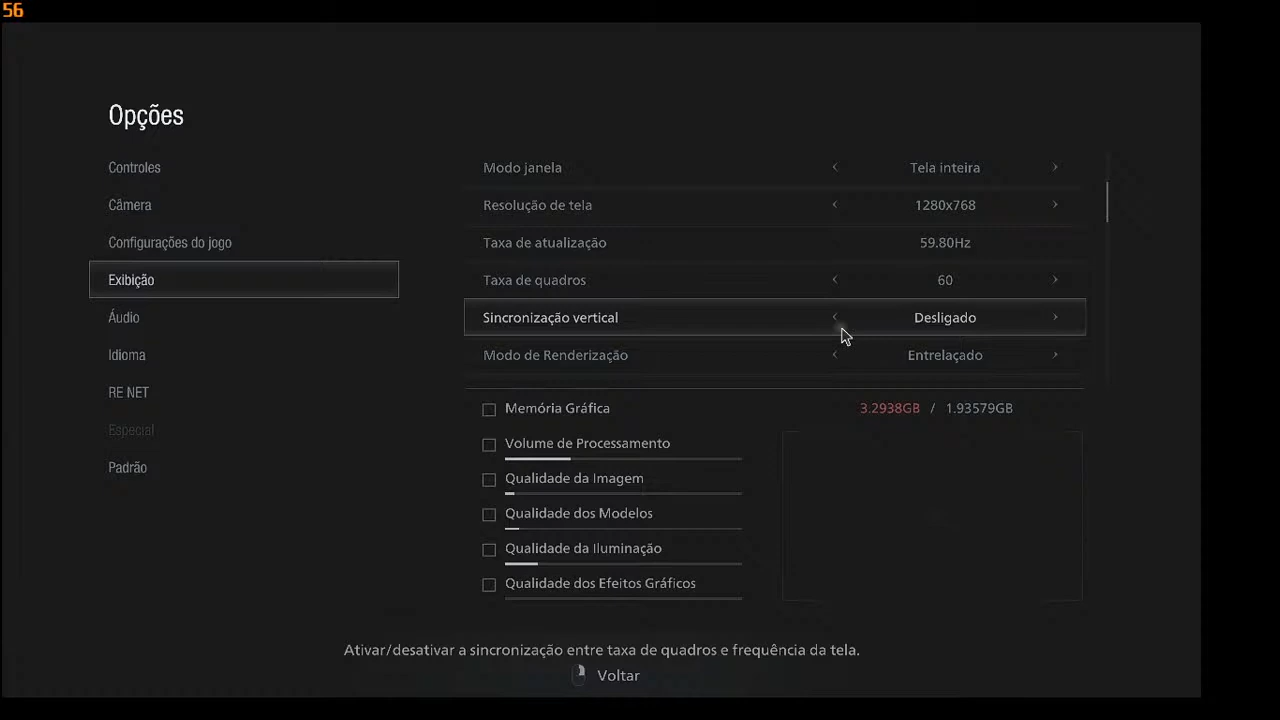 56
Opções
Controles
Câmera
Configurações do jogo
Exibição
Áudio
Idioma
RE NET
Especial
Padrão
Modo janela < Tela inteira >
Resolução de tela < 1280x768 >
Taxa de atualização 59.80Hz
Taxa de quadros < 60 >
Sincronização vertical < Desligado >
Modo de Renderização < Entrelaçado >
Memória Gráfica 3.2938GB / 1.93579GB
Volume de Processamento
Qualidade da Imagem
Qualidade dos Modelos
Qualidade da Iluminação
Qualidade dos Efeitos Gráficos
Ativar/desativar a sincronização entre taxa de quadros e frequência da tela.
Voltar